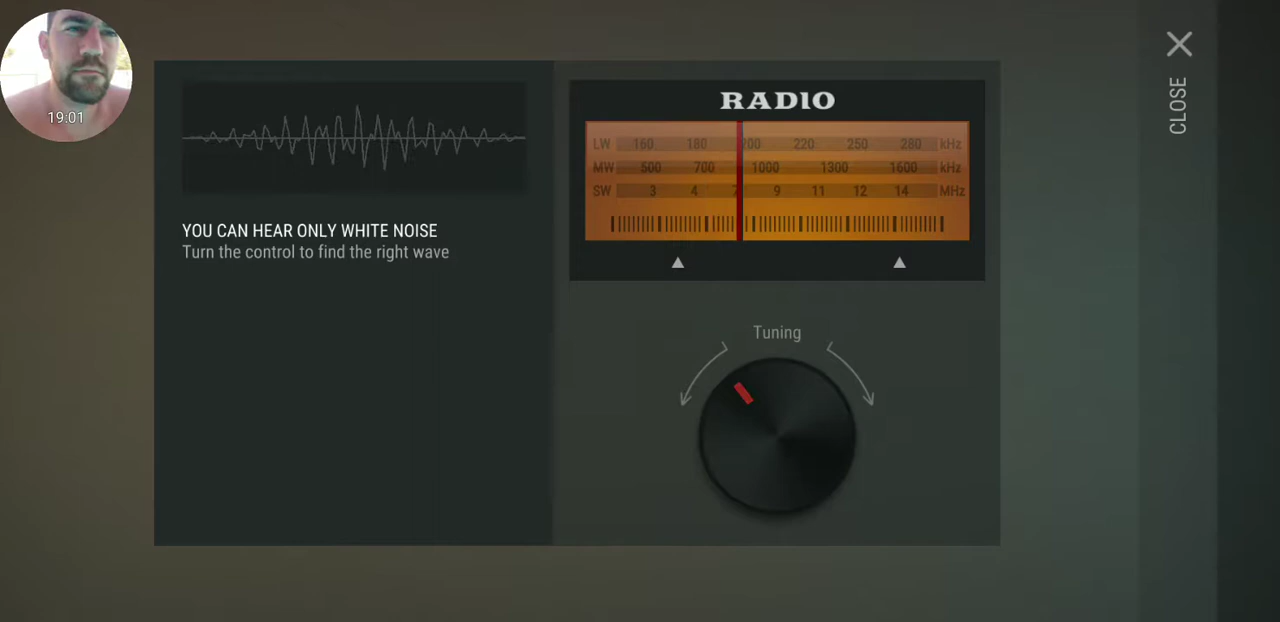 19:01
CLOSE
RADIO
LW 160 180 200 220 250 280 kHz
MW 500 700 1000 1300 1600 kHz
SW 3 4 7 9 11 12 14 MHz
YOU CAN HEAR ONLY WHITE NOISE
Turn the control to find the right wave
Tuning